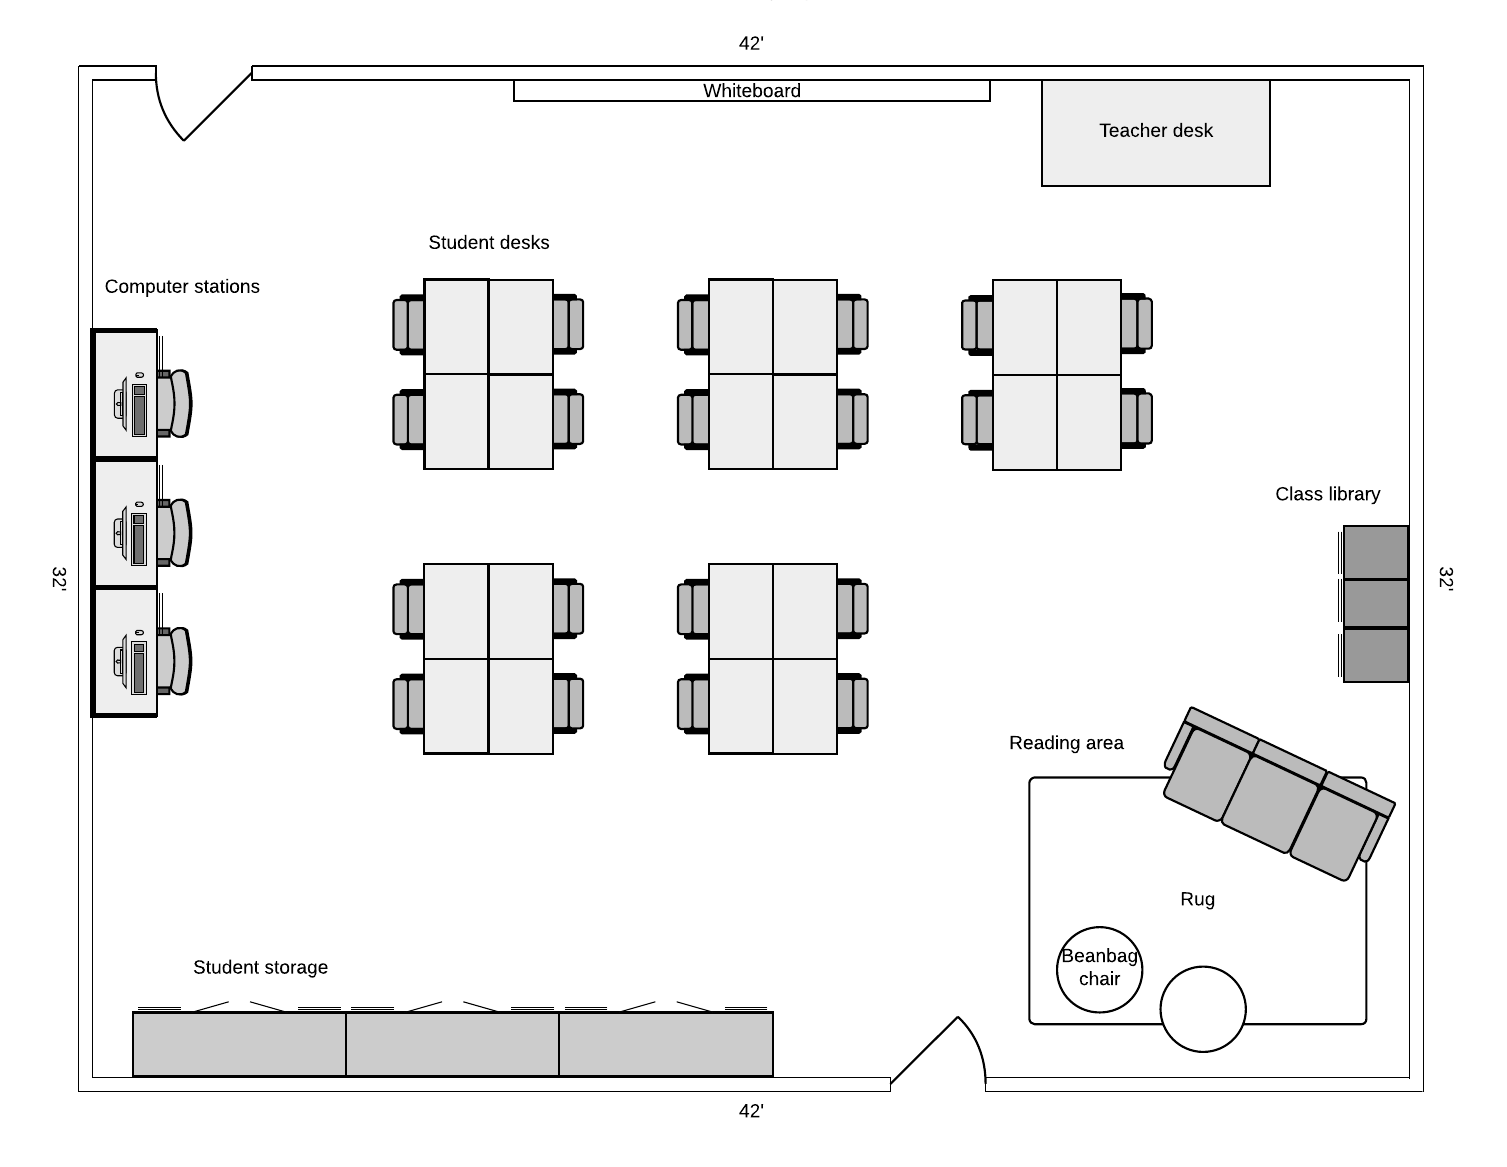 42'
Whiteboard
Teacher desk
Student desks
Computer stations
Class library
32'
32'
Reading area
Rug
Beanbag
chair
Student storage
42'